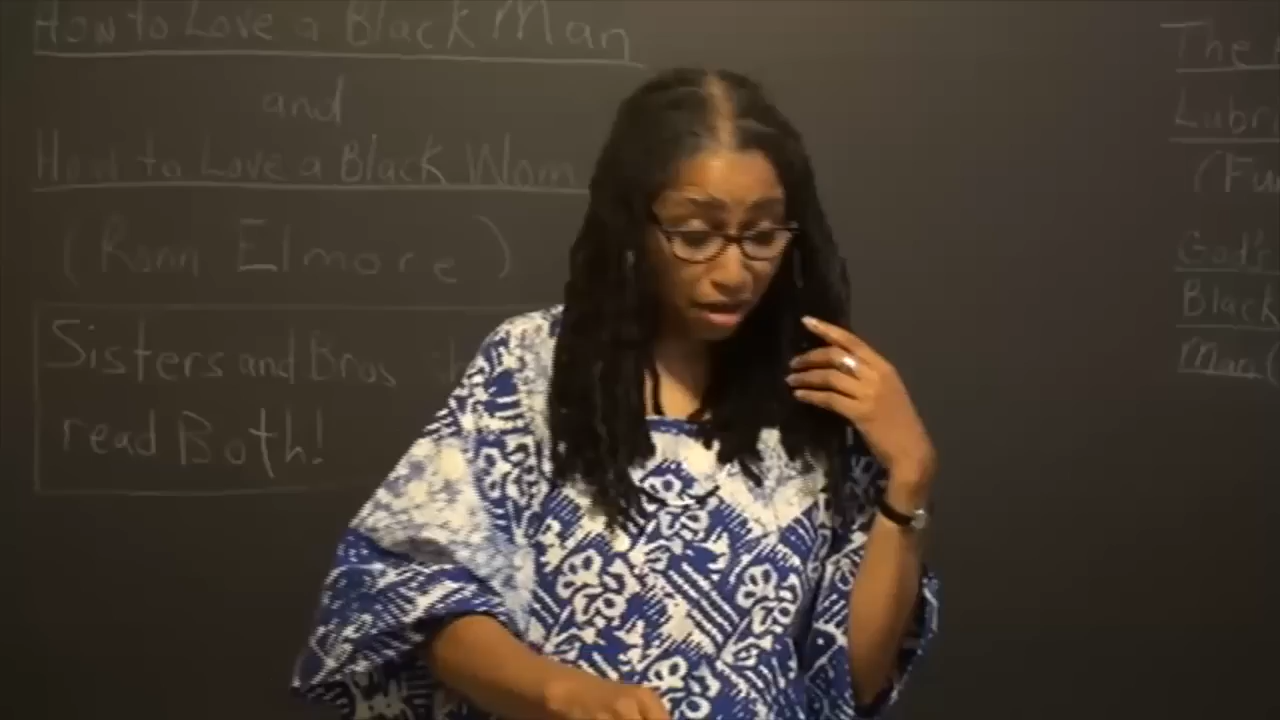 How to Love a Black Man
and
How to Love a Black Wom
(Ronn Elmore)
Sisters and Bros sh
read Both!
The
Lubri
(Fu
God's
Black
Man (